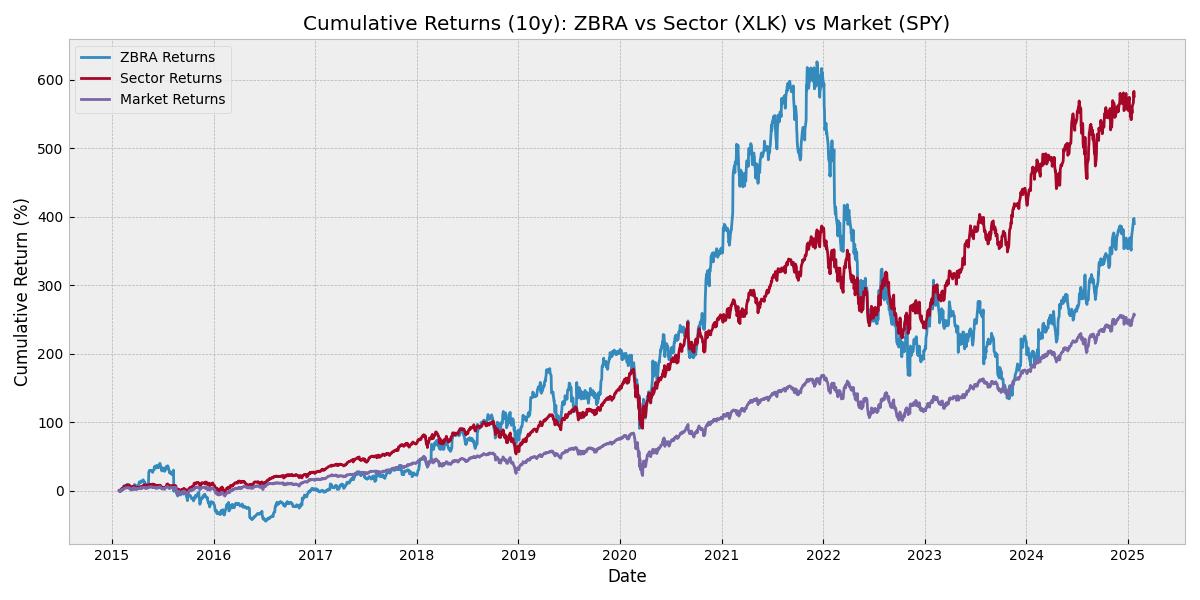 Cumulative Returns (10y): ZBRA vs Sector (XLK) vs Market (SPY)
ZBRA Returns
Sector Returns
Market Returns
Cumulative Return (%)
600
500
400
300
200
100
0
2015 2016 2017 2018 2019 2020 2021 2022 2023 2024 2025
Date